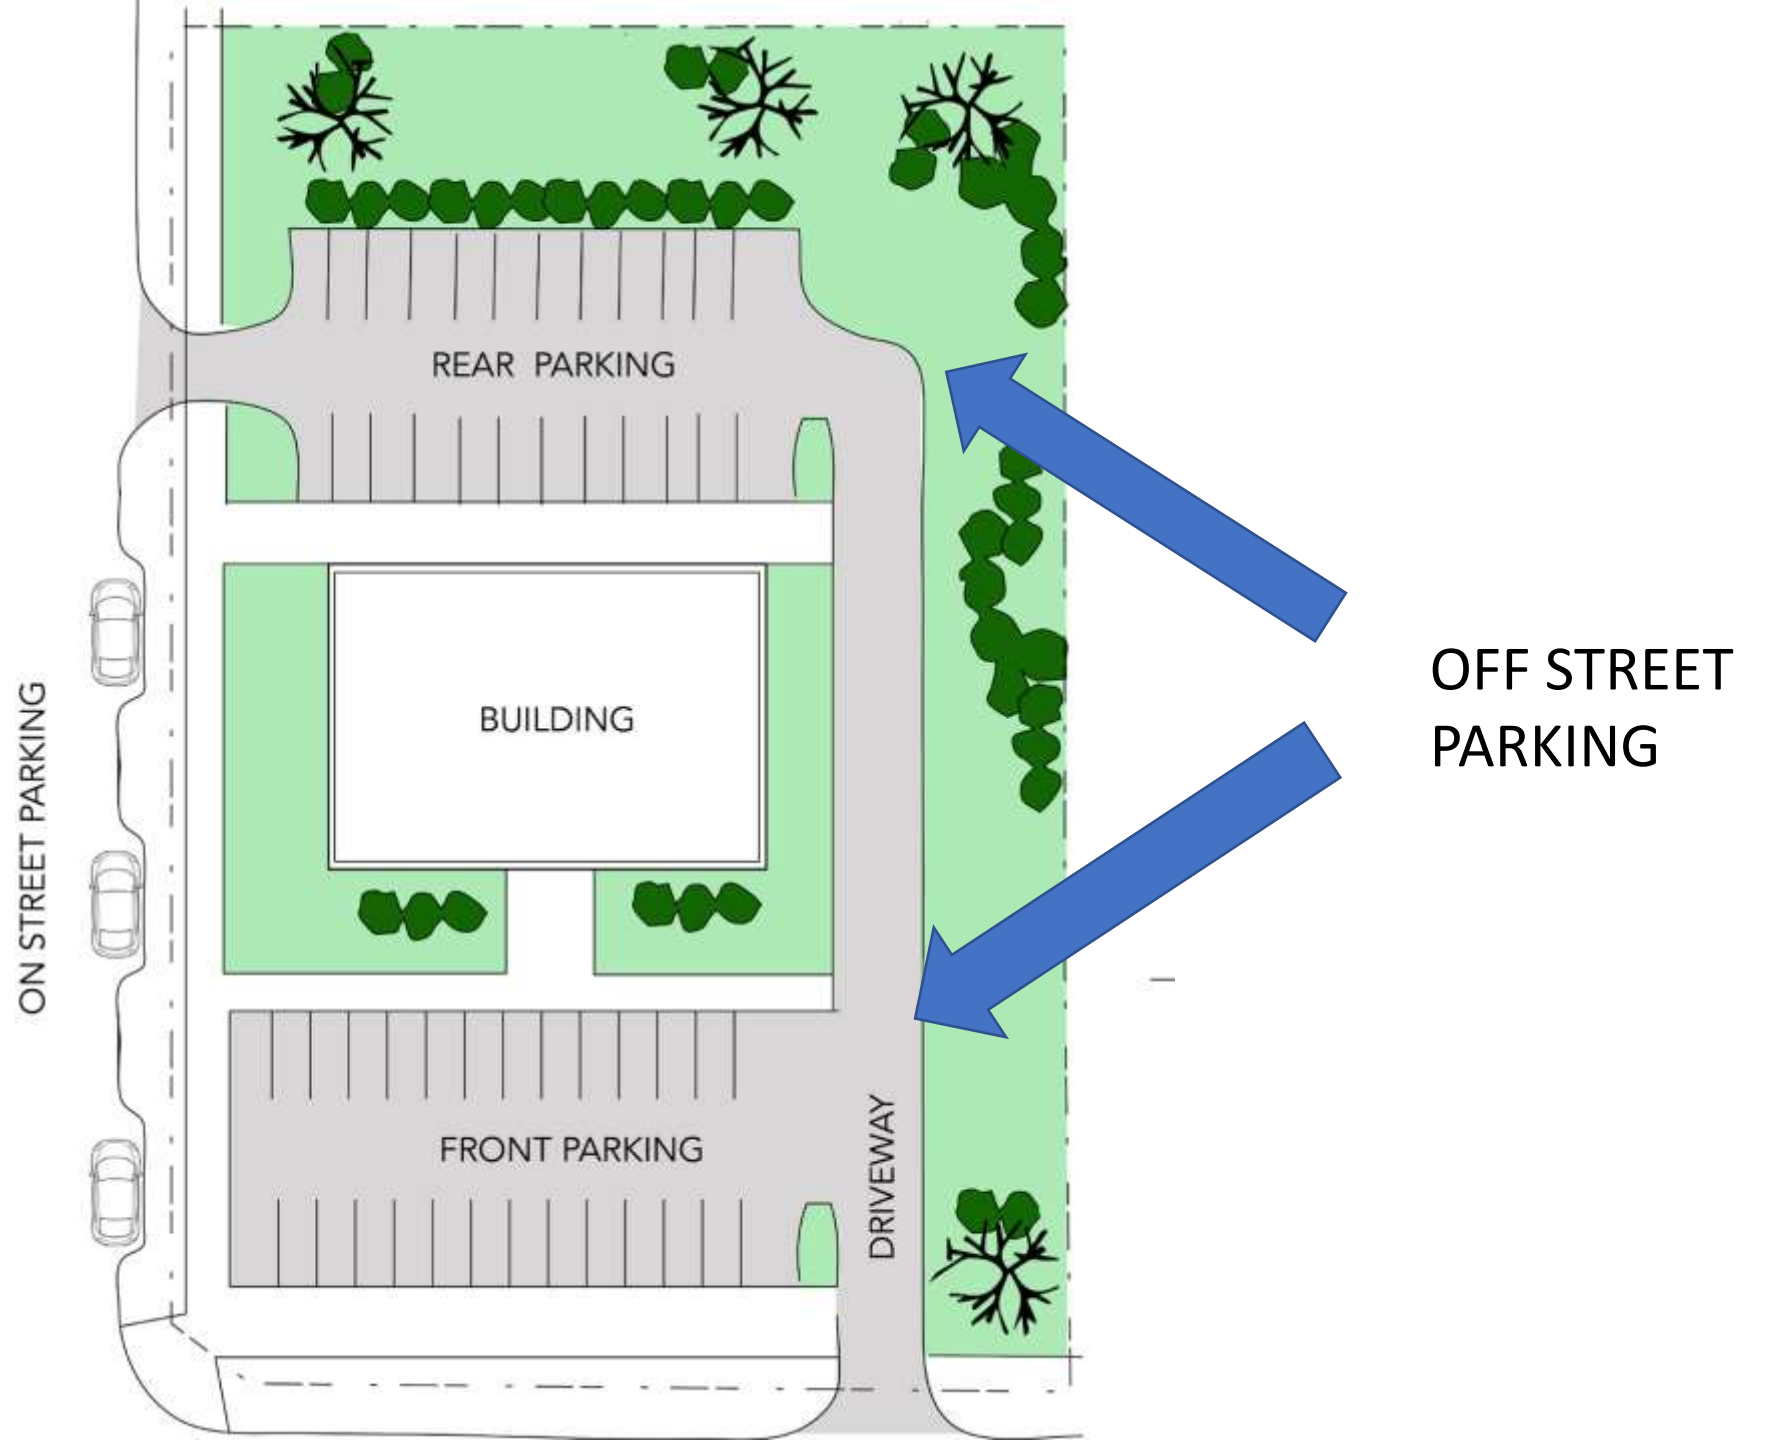 REAR PARKING
OFF STREET
PARKING
BUILDING
ON STREET PARKING
FRONT PARKING
DRIVEWAY